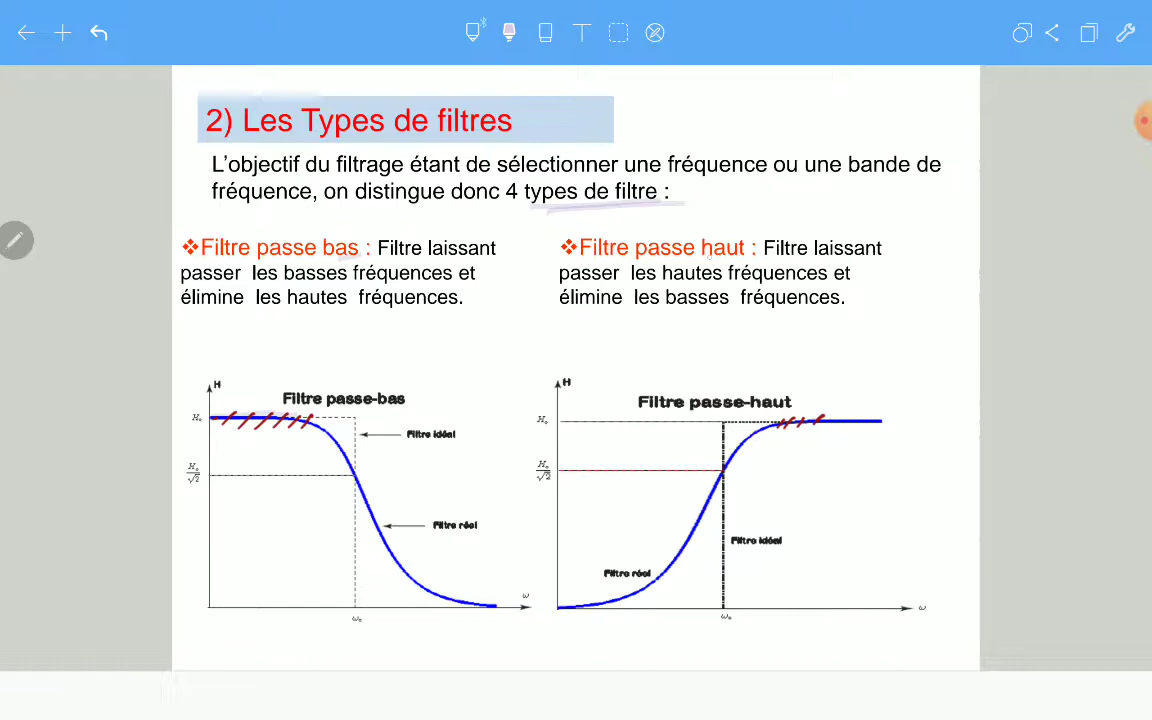 2) Les Types de filtres
L'objectif du filtrage étant de sélectionner une fréquence ou une bande de
fréquence, on distingue donc 4 types de filtre :
❖Filtre passe bas : Filtre laissant
passer les basses fréquences et
élimine les hautes fréquences.
❖Filtre passe haut : Filtre laissant
passer les hautes fréquences et
élimine les basses fréquences.
H
Filtre passe-bas
H₀
Filtre idéal
H₀/√2
Filtre réel
ω
ω₀
H
Filtre passe-haut
H₀
H₀/√2
Filtre idéal
Filtre réel
ω
ω₀